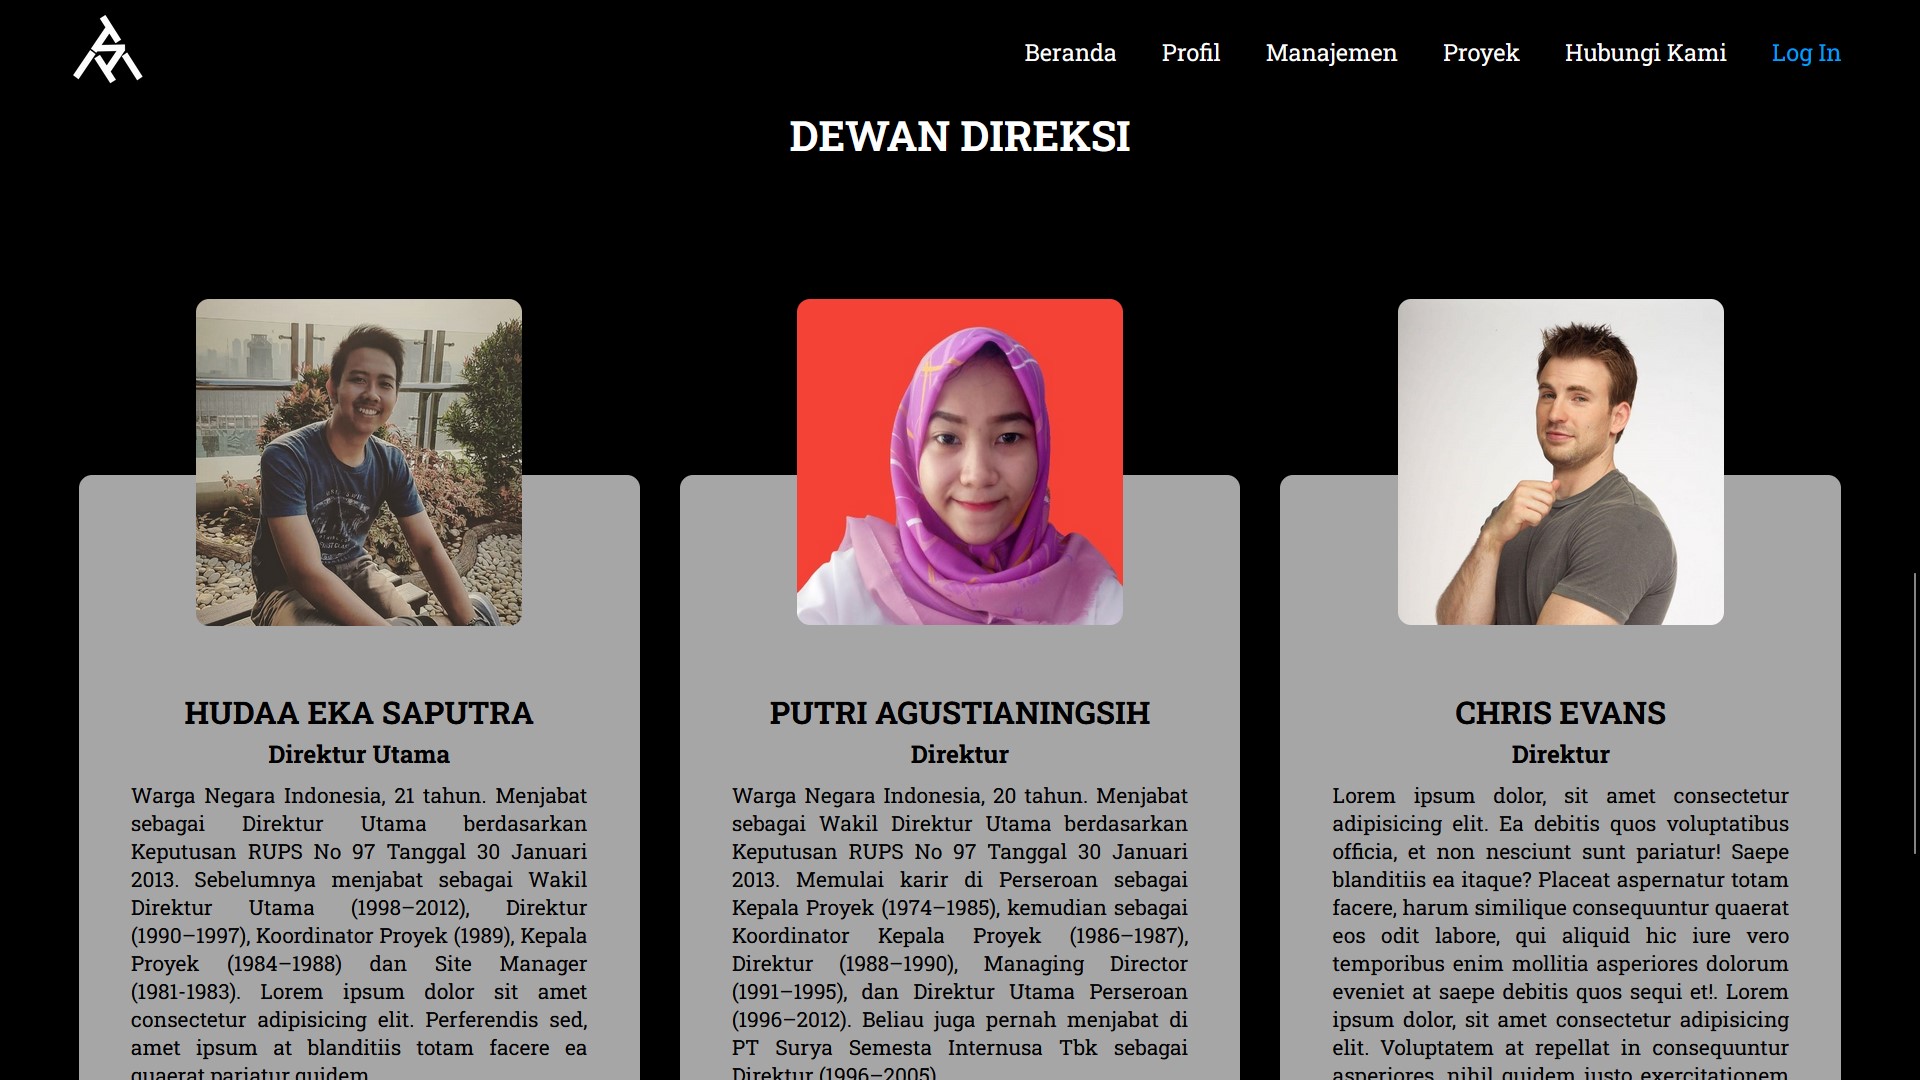 Beranda Profil Manajemen Proyek Hubungi Kami Log In
DEWAN DIREKSI
HUDAA EKA SAPUTRA
Direktur Utama
Warga Negara Indonesia, 21 tahun. Menjabat
sebagai Direktur Utama berdasarkan
Keputusan RUPS No 97 Tanggal 30 Januari
2013. Sebelumnya menjabat sebagai Wakil
Direktur Utama (1998–2012), Direktur
(1990–1997), Koordinator Proyek (1989), Kepala
Proyek (1984–1988) dan Site Manager
(1981-1983). Lorem ipsum dolor sit amet
consectetur adipisicing elit. Perferendis sed,
amet ipsum at blanditiis totam facere ea
quaerat pariatur quidem.
PUTRI AGUSTIANINGSIH
Direktur
Warga Negara Indonesia, 20 tahun. Menjabat
sebagai Wakil Direktur Utama berdasarkan
Keputusan RUPS No 97 Tanggal 30 Januari
2013. Memulai karir di Perseroan sebagai
Kepala Proyek (1974–1985), kemudian sebagai
Koordinator Kepala Proyek (1986–1987),
Direktur (1988–1990), Managing Director
(1991–1995), dan Direktur Utama Perseroan
(1996–2012). Beliau juga pernah menjabat di
PT Surya Semesta Internusa Tbk sebagai
Direktur (1996–2005).
CHRIS EVANS
Direktur
Lorem ipsum dolor, sit amet consectetur
adipisicing elit. Ea debitis quos voluptatibus
officia, et non nesciunt sunt pariatur! Saepe
blanditiis ea itaque? Placeat aspernatur totam
facere, harum similique consequuntur quaerat
eos odit labore, qui aliquid hic iure vero
temporibus enim mollitia asperiores dolorum
eveniet at saepe debitis quos sequi et!. Lorem
ipsum dolor, sit amet consectetur adipisicing
elit. Voluptatem at repellat in consequuntur
asperiores, nihil quidem iusto exercitationem